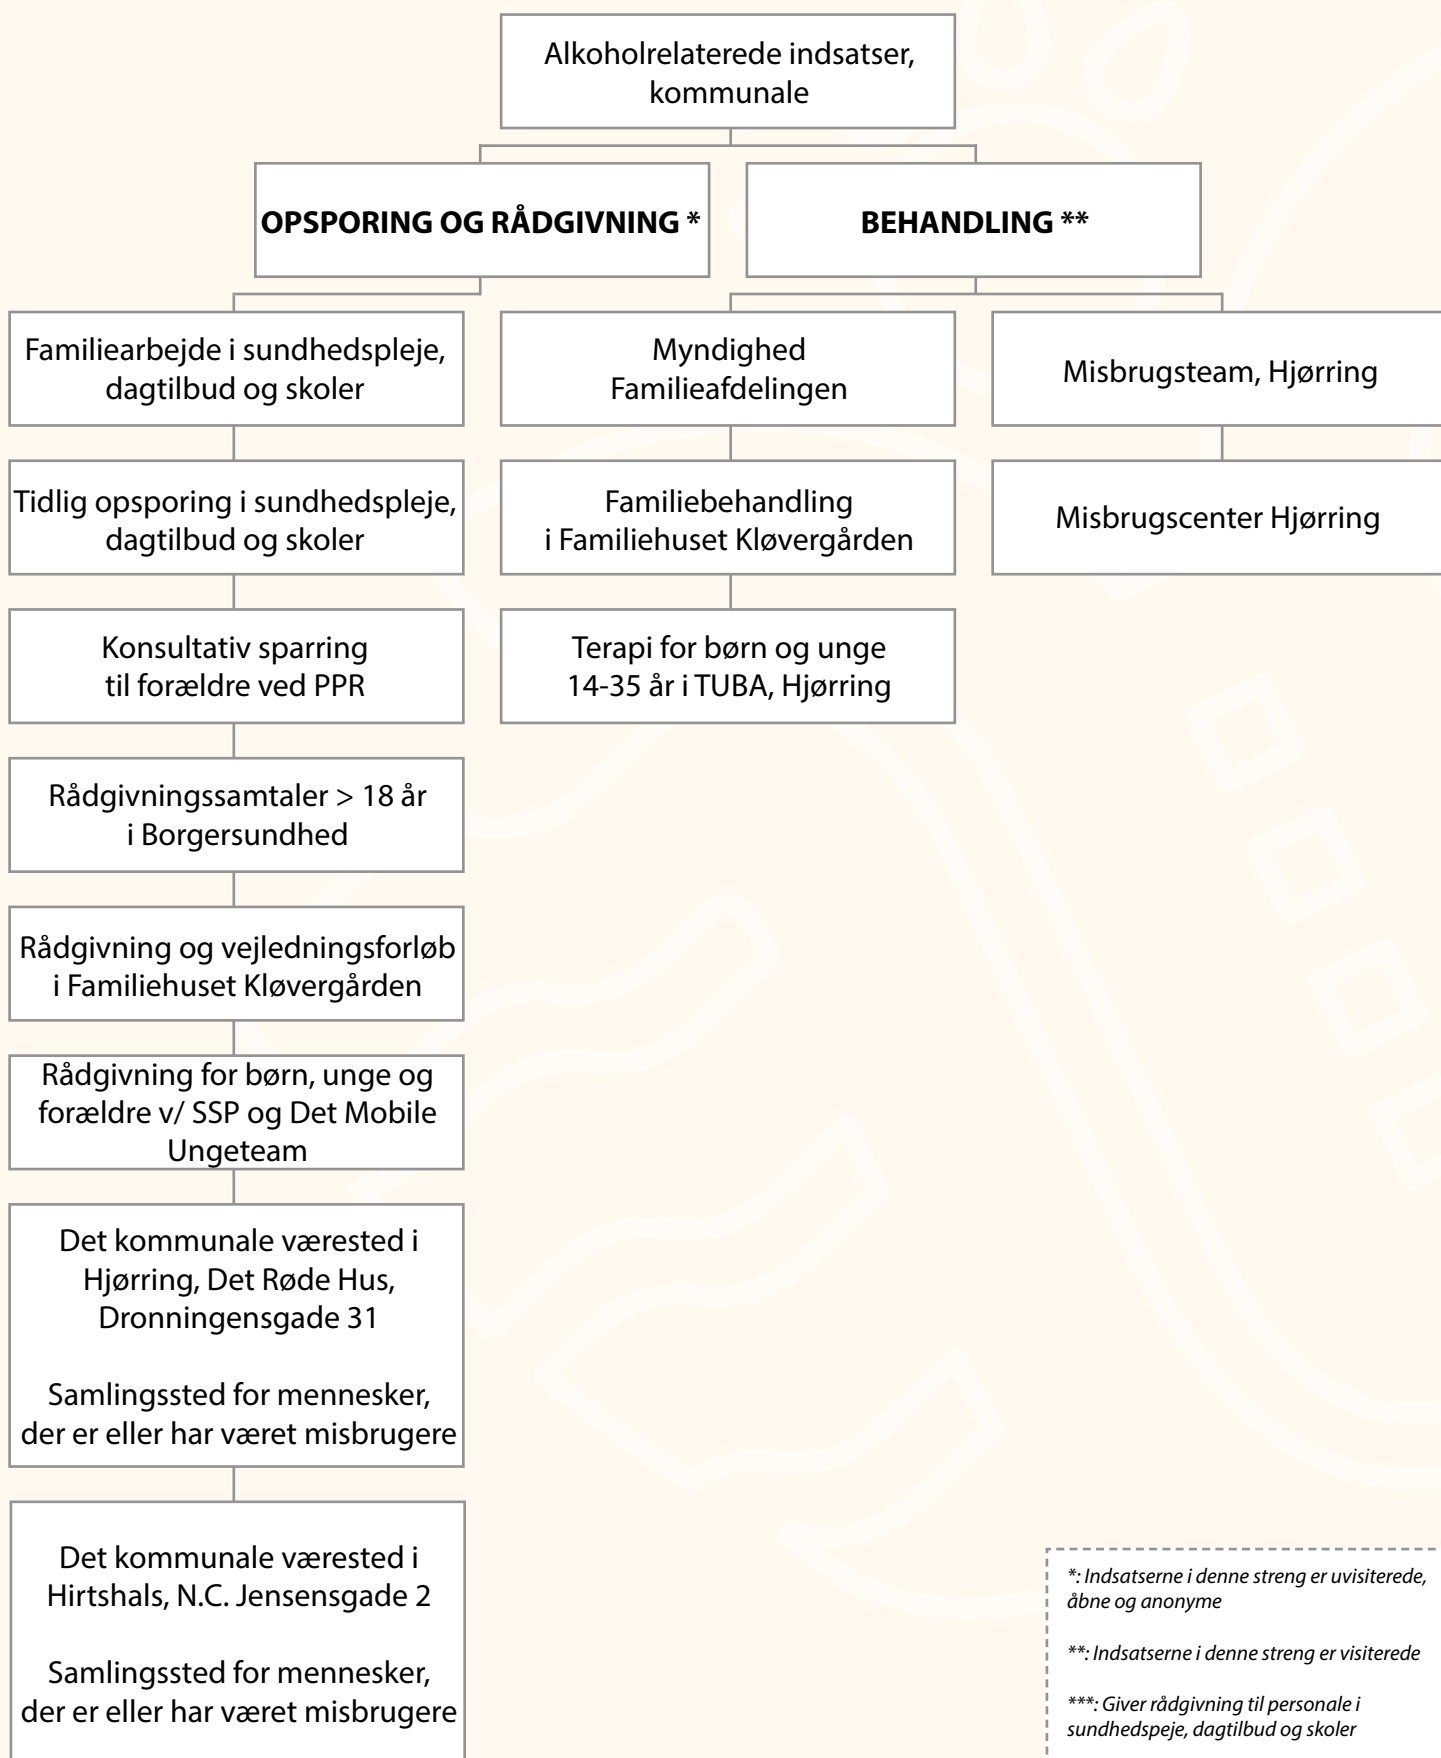 Alkoholrelaterede indsatser,
kommunale
OPSPORING OG RÅDGIVNING *
BEHANDLING **
Familiearbejde i sundhedspleje,
dagtilbud og skoler
Tidlig opsporing i sundhedspleje,
dagtilbud og skoler
Konsultativ sparring
til forældre ved PPR
Rådgivningssamtaler > 18 år
i Borgersundhed
Rådgivning og vejledningsforløb
i Familiehuset Kløvergården
Rådgivning for børn, unge og
forældre v/ SSP og Det Mobile
Ungeteam
Det kommunale værested i
Hjørring, Det Røde Hus,
Dronningensgade 31
Samlingssted for mennesker,
der er eller har været misbrugere
Det kommunale værested i
Hirtshals, N.C. Jensensgade 2
Samlingssted for mennesker,
der er eller har været misbrugere
Myndighed
Familieafdelingen
Familiebehandling
i Familiehuset Kløvergården
Terapi for børn og unge
14-35 år i TUBA, Hjørring
Misbrugsteam, Hjørring
Misbrugscenter Hjørring
*: Indsatserne i denne streng er uvisiterede,
åbne og anonyme
**: Indsatserne i denne streng er visiterede
***: Giver rådgivning til personale i
sundhedspeje, dagtilbud og skoler